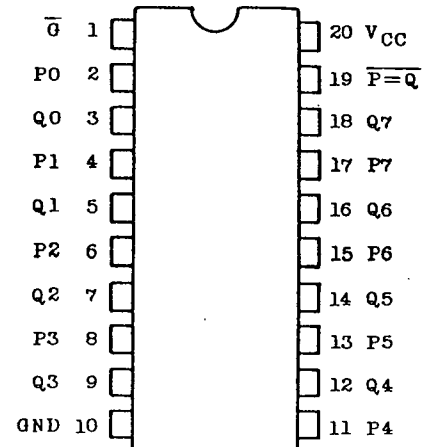 G̅ 1 20 VCC
P0 2 19 P̅=̅Q̅
Q0 3 18 Q7
P1 4 17 P7
Q1 5 16 Q6
P2 6 15 P6
Q2 7 14 Q5
P3 8 13 P5
Q3 9 12 Q4
GND 10 11 P4